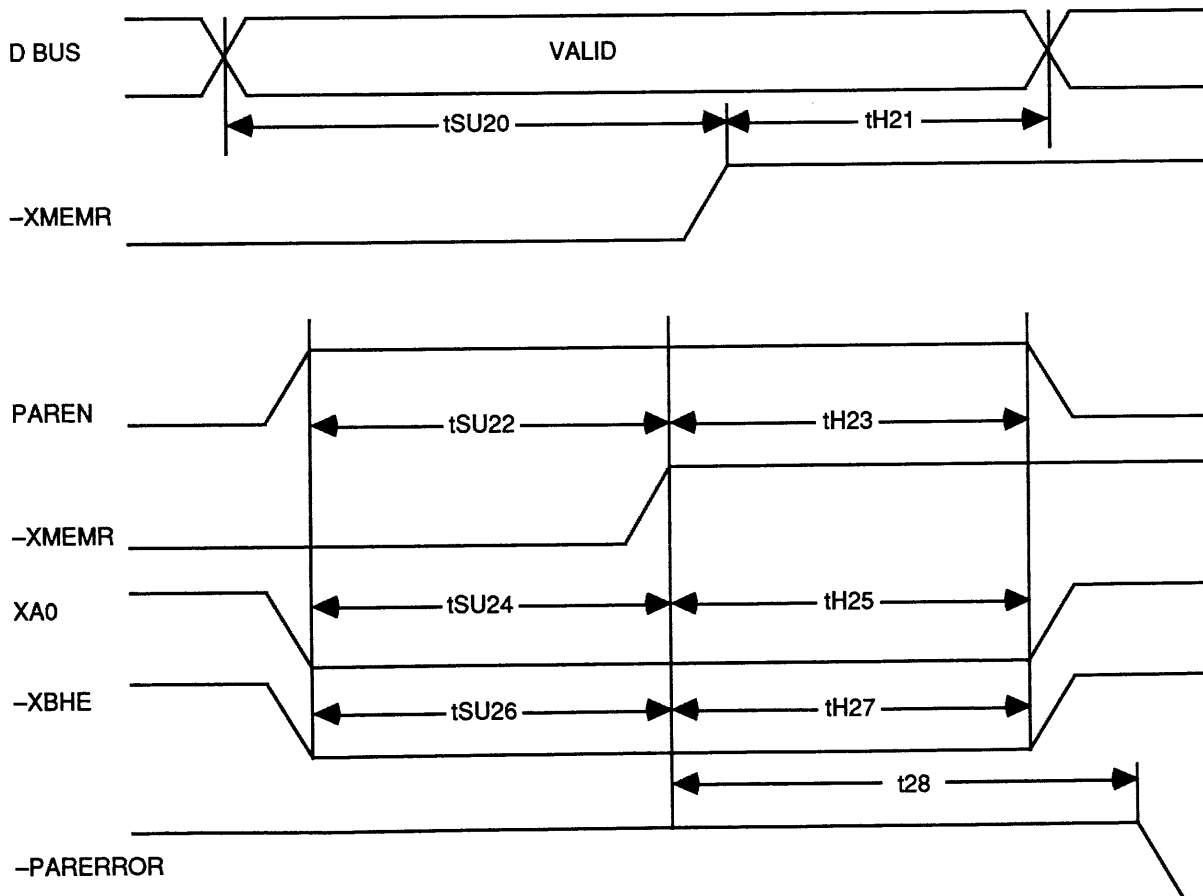 D BUS
VALID
tSU20
tH21
–XMEMR
PAREN
tSU22
tH23
–XMEMR
tSU24
tH25
XA0
–XBHE
tSU26
tH27
t28
–PARERROR